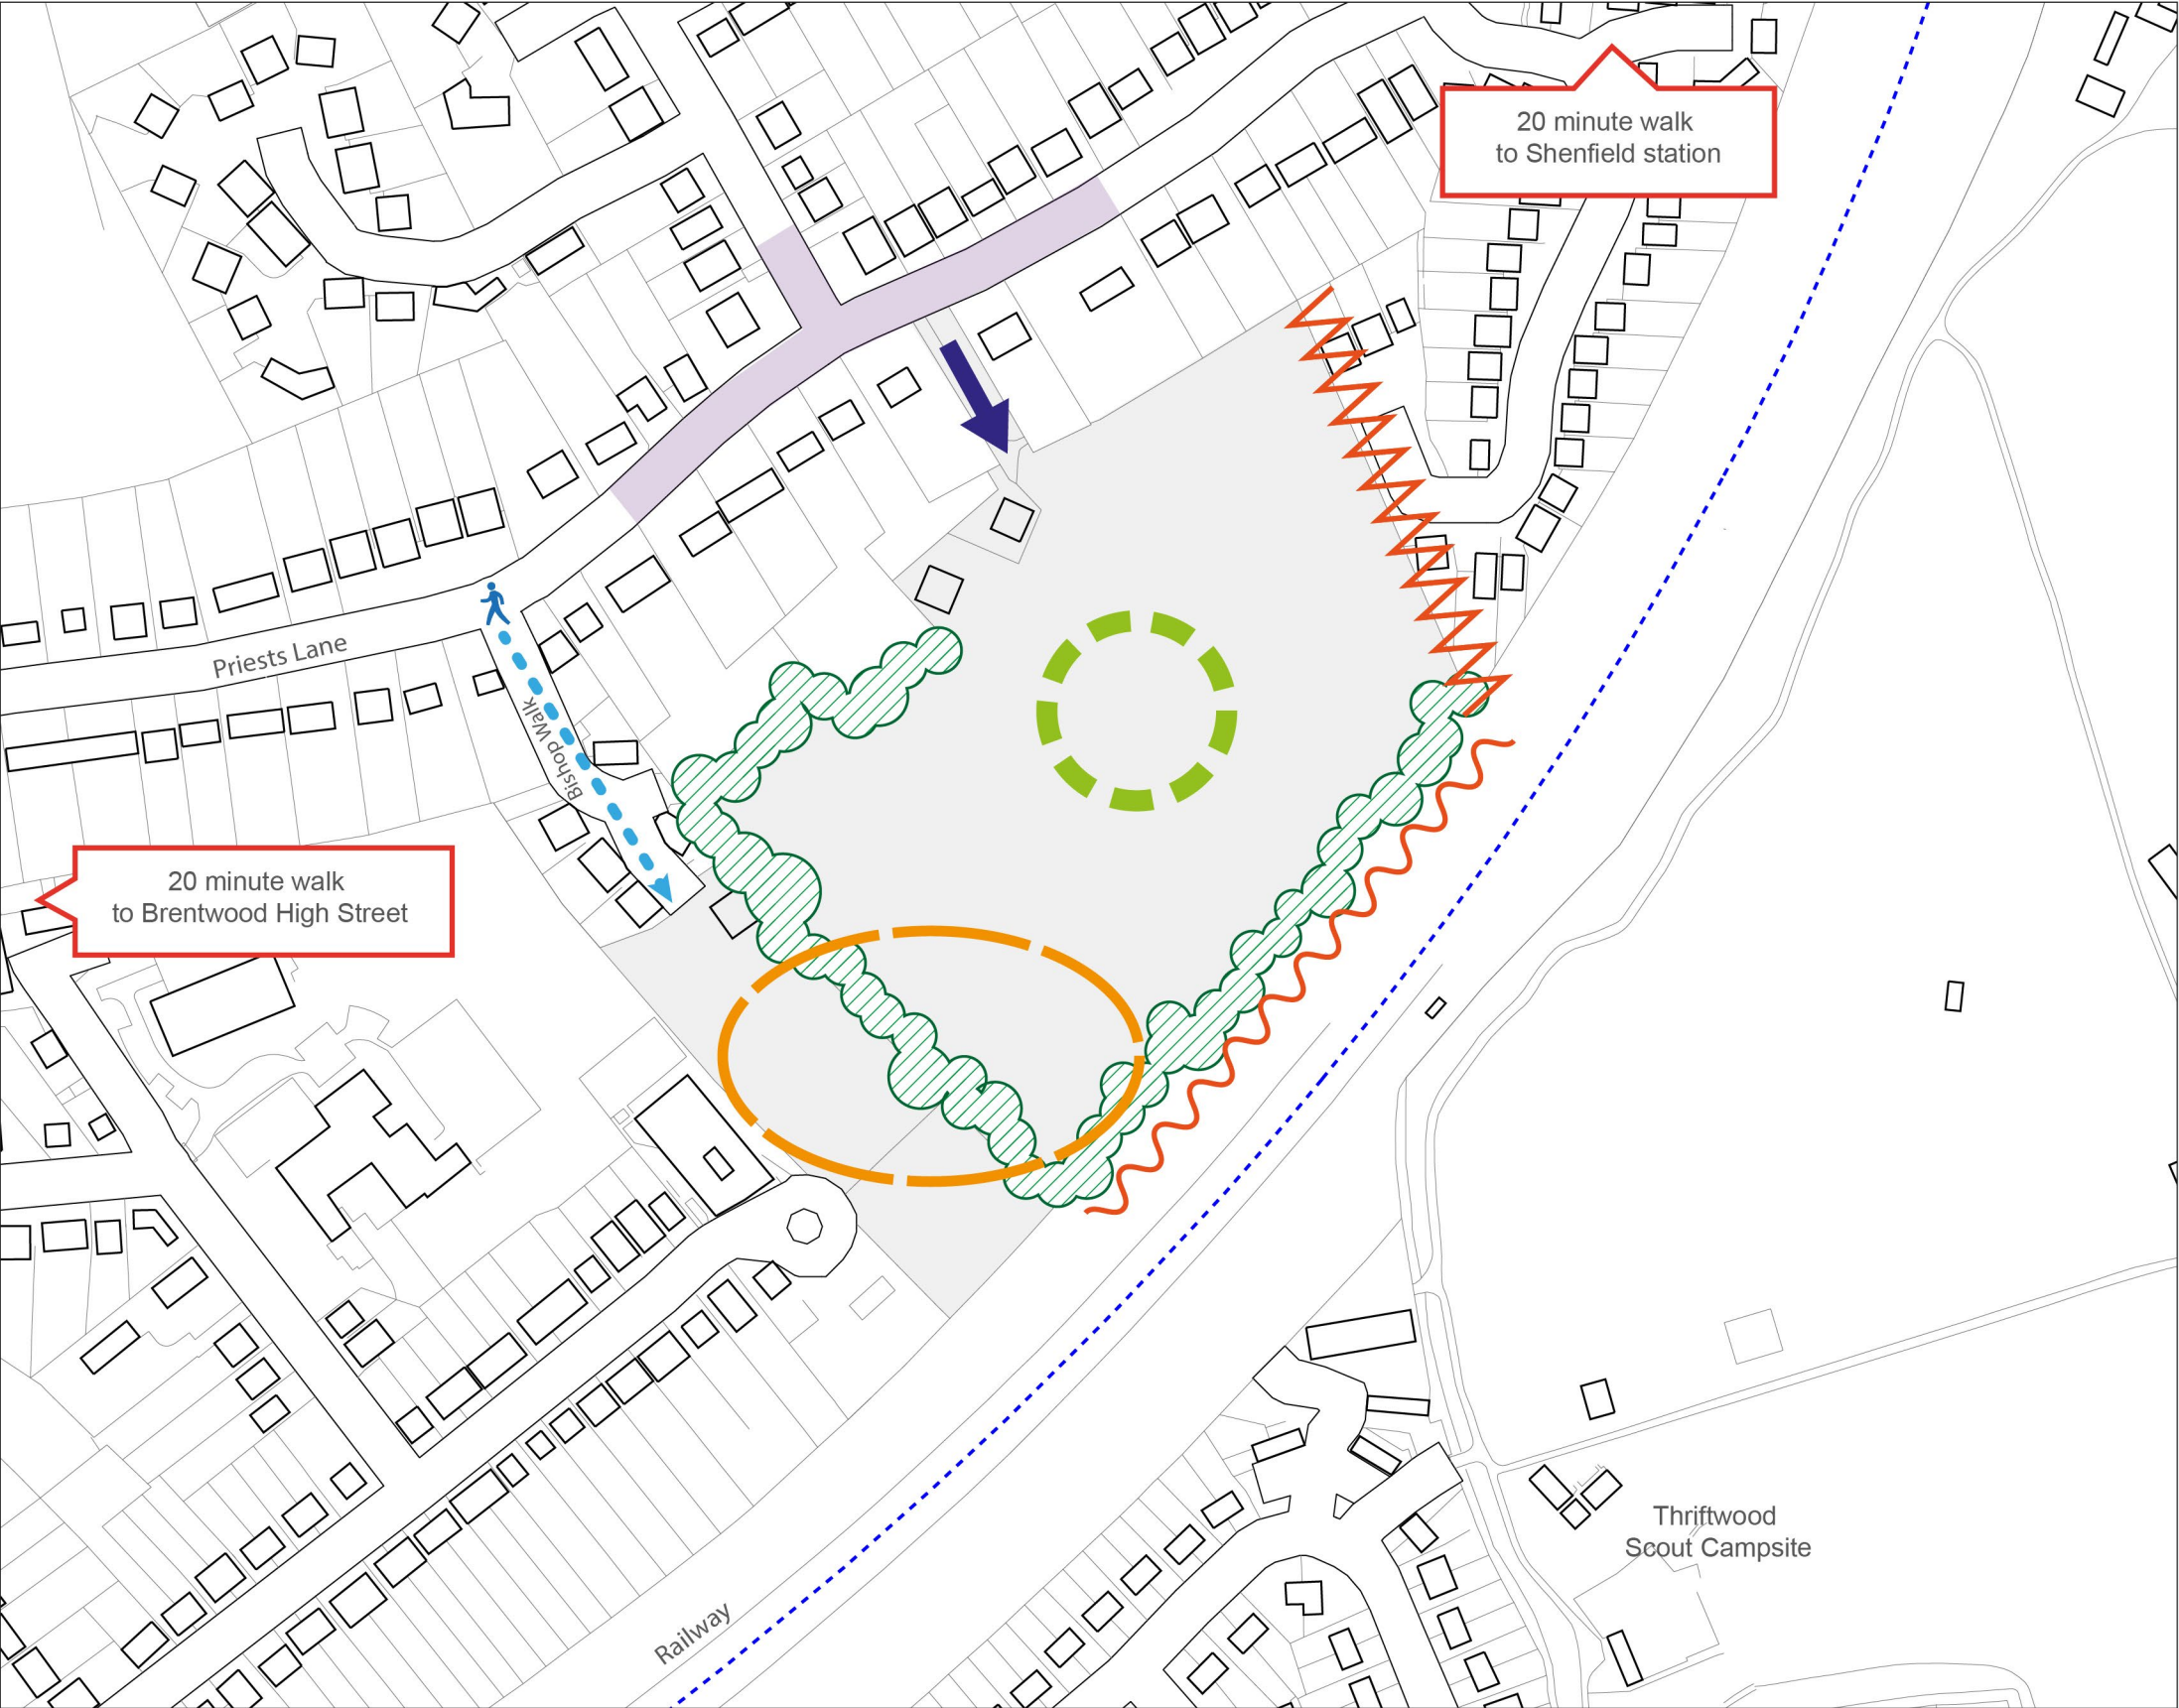 20 minute walk
to Shenfield station
Priests Lane
Bishop Walk
20 minute walk
to Brentwood High Street
Thriftwood
Scout Campsite
Railway